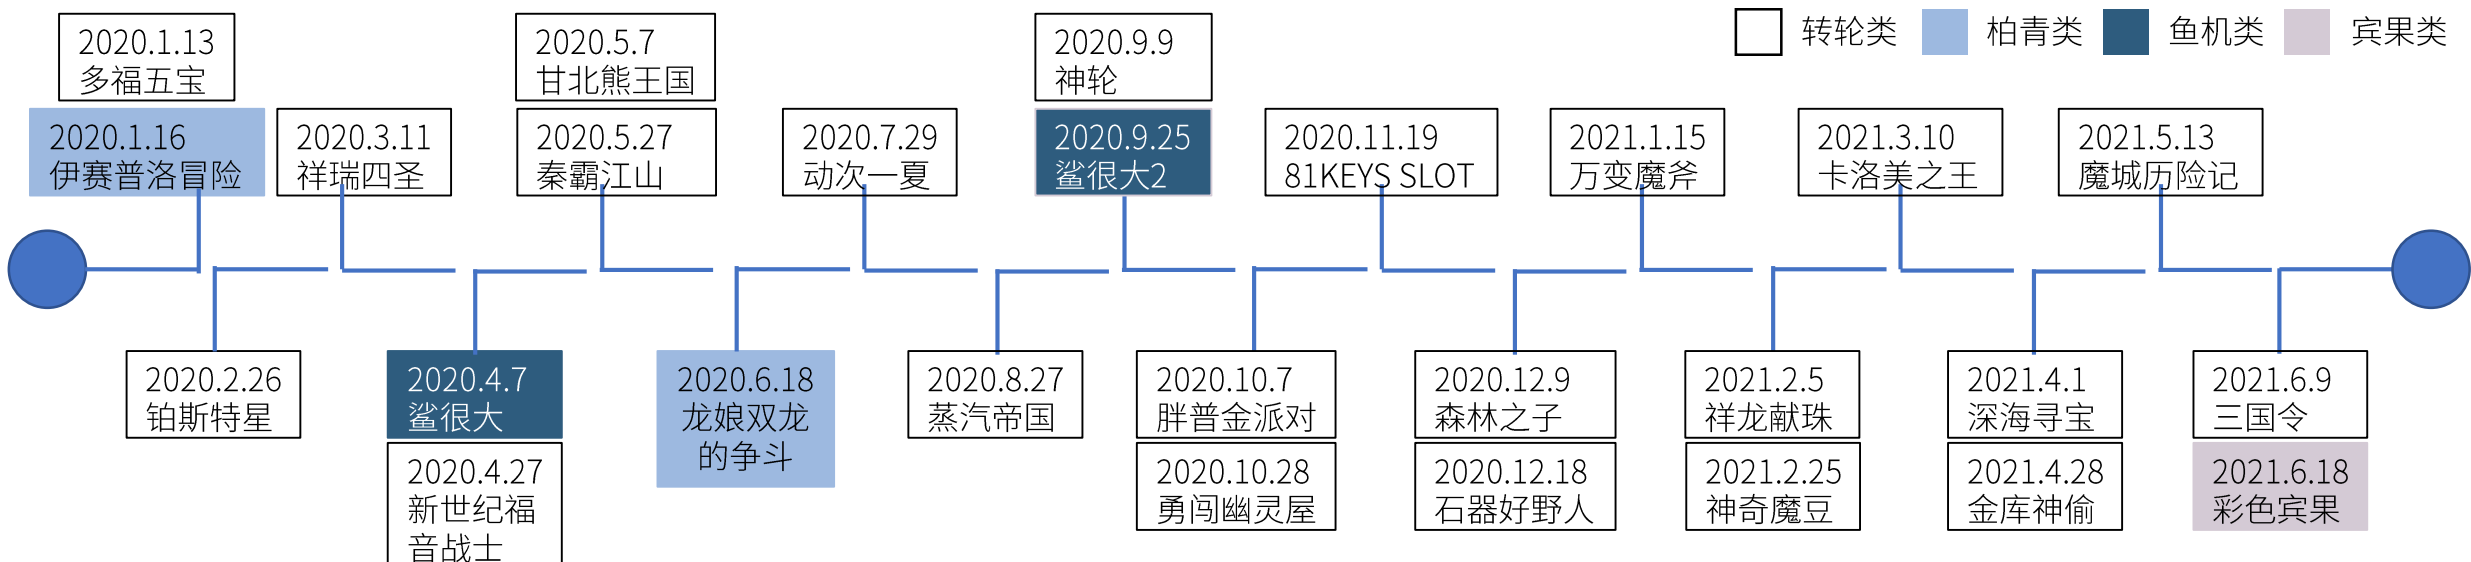 转轮类
柏青类
鱼机类
宾果类
2020.1.13
多福五宝
2020.1.16
伊赛普洛冒险
2020.2.26
铂斯特星
2020.3.11
祥瑞四圣
2020.4.7
鲨很大
2020.4.27
新世纪福
音战士
2020.5.7
甘北熊王国
2020.5.27
秦霸江山
2020.6.18
龙娘双龙
的争斗
2020.7.29
动次一夏
2020.8.27
蒸汽帝国
2020.9.9
神轮
2020.9.25
鲨很大2
2020.10.7
胖普金派对
2020.10.28
勇闯幽灵屋
2020.11.19
81KEYS SLOT
2020.12.9
森林之子
2020.12.18
石器好野人
2021.1.15
万变魔斧
2021.2.5
祥龙献珠
2021.2.25
神奇魔豆
2021.3.10
卡洛美之王
2021.4.1
深海寻宝
2021.4.28
金库神偷
2021.5.13
魔城历险记
2021.6.9
三国令
2021.6.18
彩色宾果